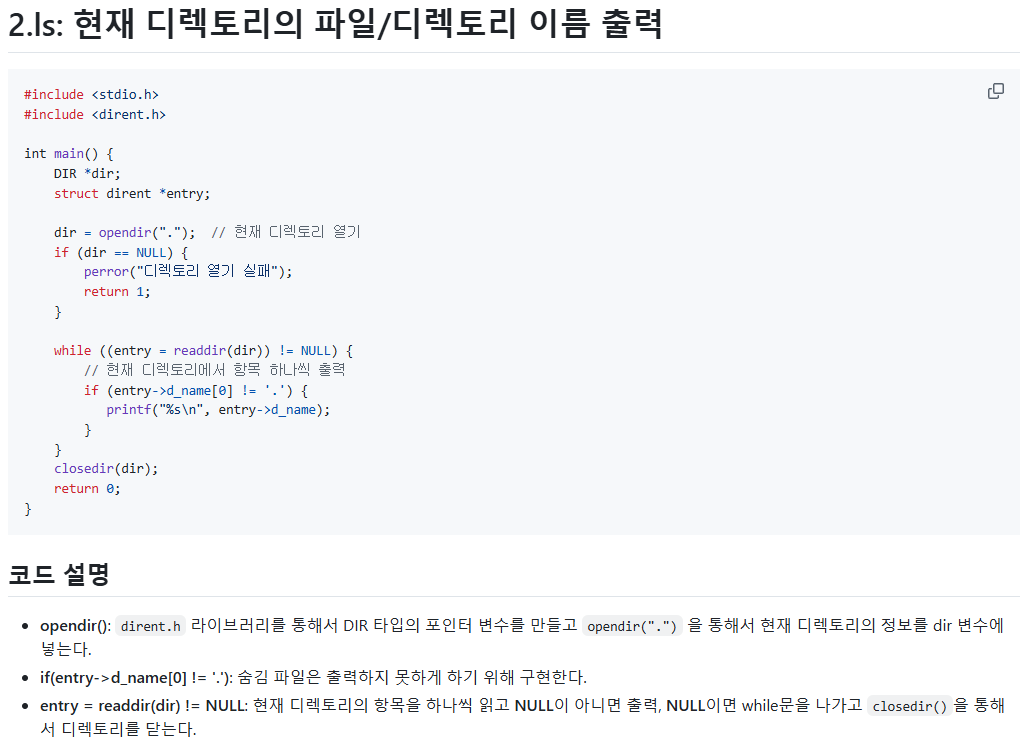 2.ls: 현재 디렉토리의 파일/디렉토리 이름 출력
#include <stdio.h>
#include <dirent.h>
int main() {
    DIR *dir;
    struct dirent *entry;
    dir = opendir(".");  // 현재 디렉토리 열기
    if (dir == NULL) {
        perror("디렉토리 열기 실패");
        return 1;
    }
    while ((entry = readdir(dir)) != NULL) {
        // 현재 디렉토리에서 항목 하나씩 출력
        if (entry->d_name[0] != '.') {
           printf("%s\n", entry->d_name);
        }
    }
    closedir(dir);
    return 0;
}
코드 설명
• opendir(): dirent.h 라이브러리를 통해서 DIR 타입의 포인터 변수를 만들고 opendir(".") 을 통해서 현재 디렉토리의 정보를 dir 변수에
넣는다.
• if(entry->d_name[0] != '.'): 숨김 파일은 출력하지 못하게 하기 위해 구현한다.
• entry = readdir(dir) != NULL: 현재 디렉토리의 항목을 하나씩 읽고 NULL이 아니면 출력, NULL이면 while문을 나가고 closedir() 을 통해
서 디렉토리를 닫는다.